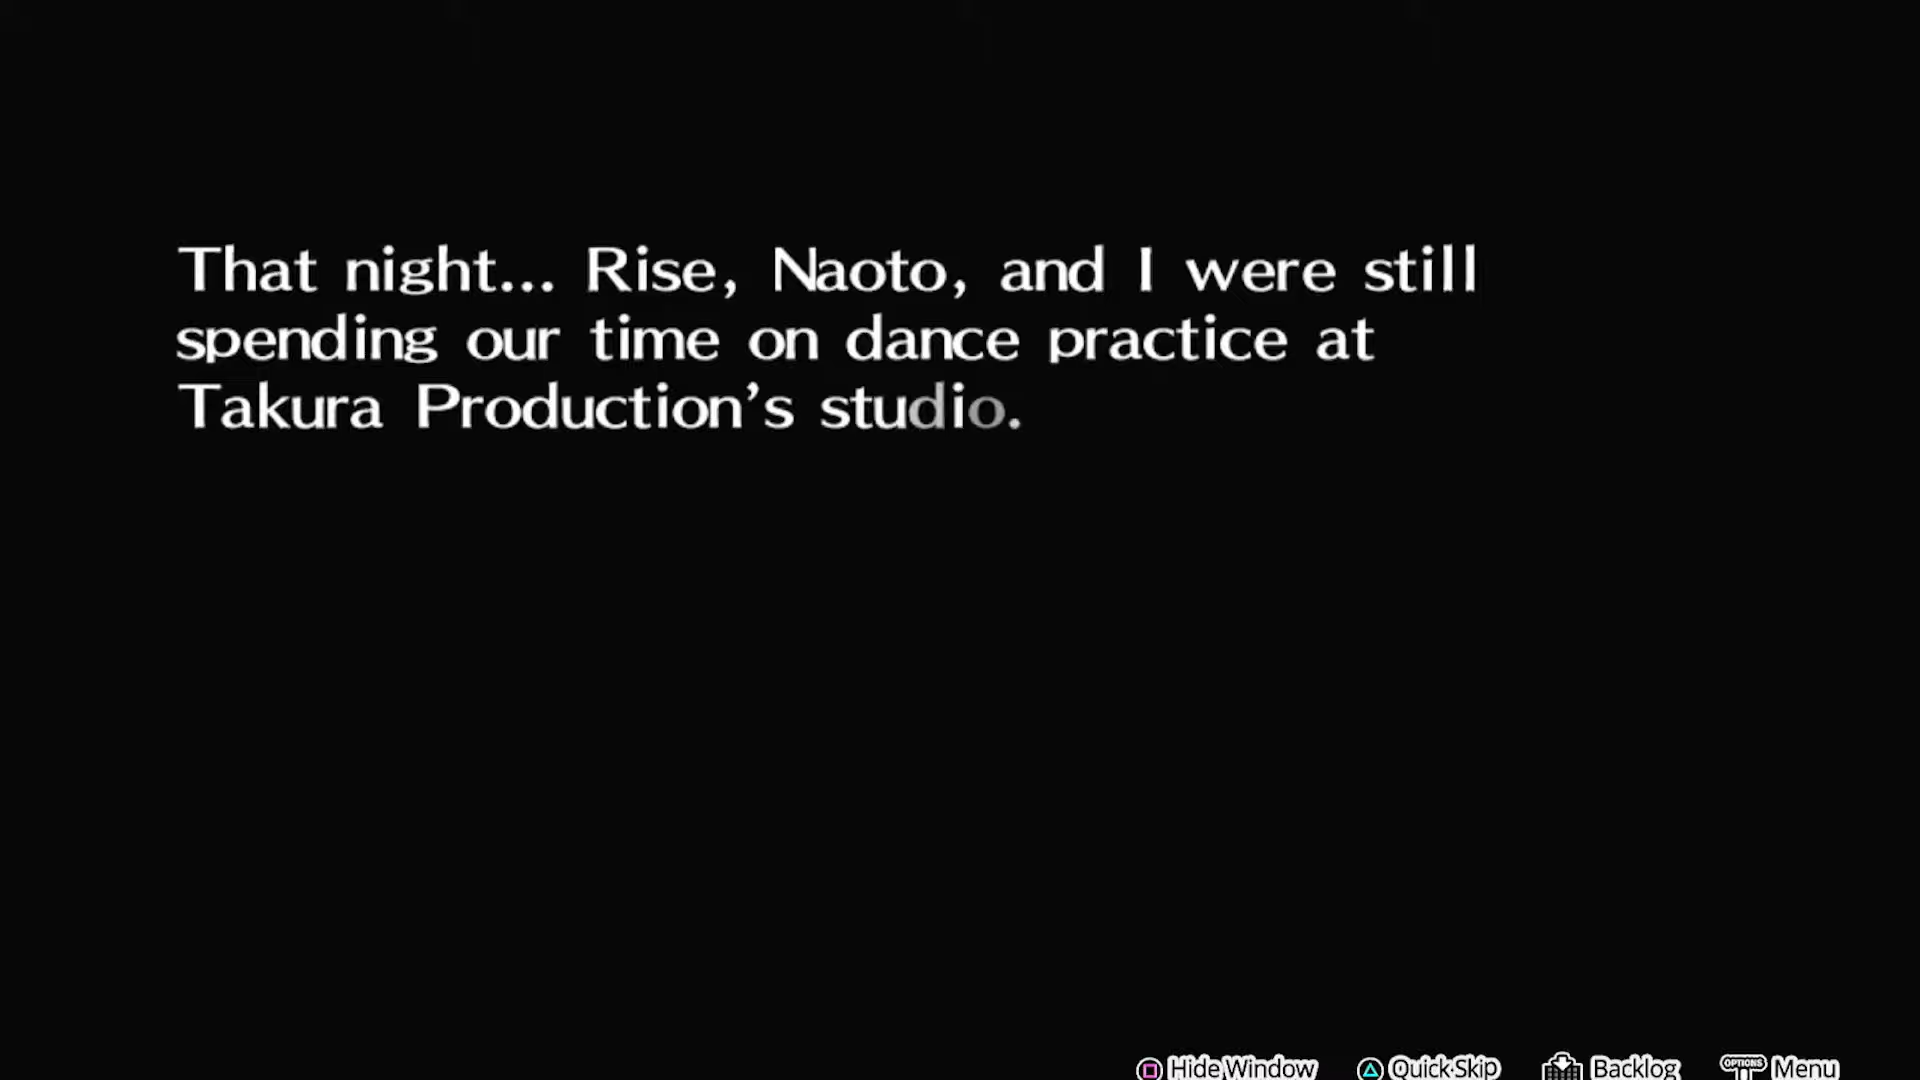 That night... Rise, Naoto, and I were still
spending our time on dance practice at
Takura Production's studio.
Hide Window Quick Skip Backlog OPTIONS Menu